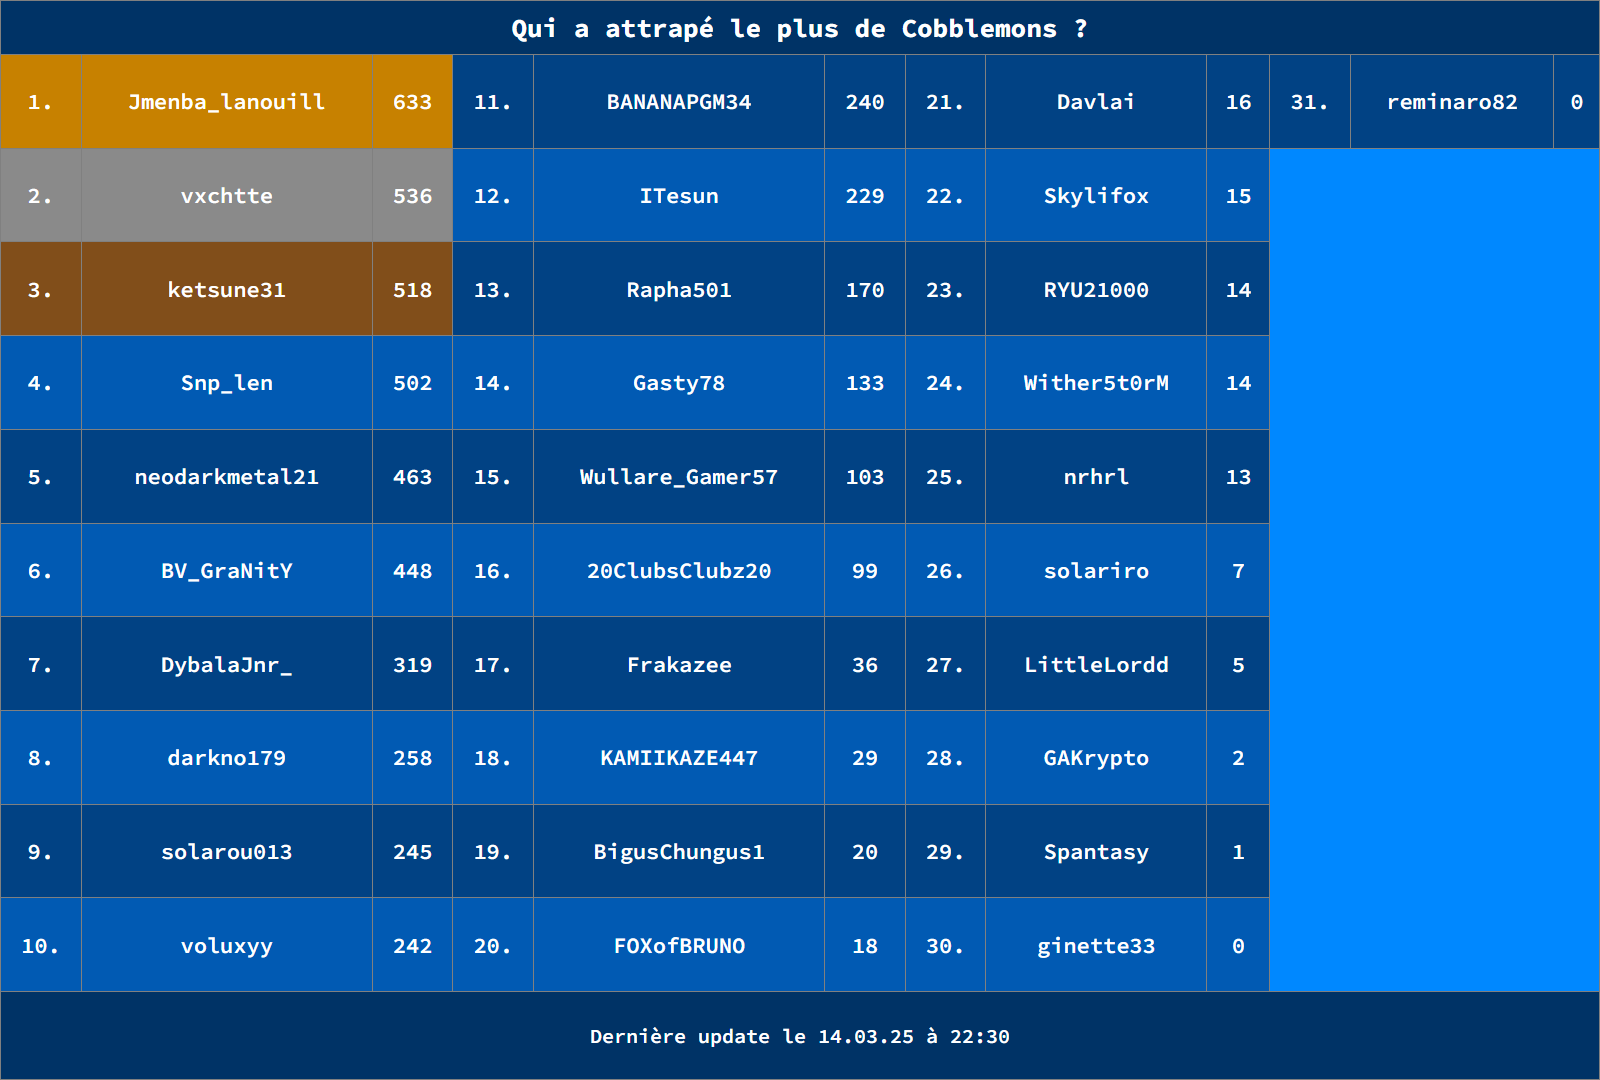 Qui a attrapé le plus de Cobblemons ?
1. Jmenba_lanouill 633 11. BANANAPGM34 240 21. Davlai 16 31. reminaro82 0
2. vxchtte 536 12. ITesun 229 22. Skylifox 15
3. ketsune31 518 13. Rapha501 170 23. RYU21000 14
4. Snp_len 502 14. Gasty78 133 24. Wither5t0rM 14
5. neodarkmetal21 463 15. Wullare_Gamer57 103 25. nrhrl 13
6. BV_GraNitY 448 16. 20ClubsClubz20 99 26. solariro 7
7. DybalaJnr_ 319 17. Frakazee 36 27. LittleLordd 5
8. darkno179 258 18. KAMIIKAZE447 29 28. GAKrypto 2
9. solarou013 245 19. BigusChungus1 20 29. Spantasy 1
10. voluxyy 242 20. FOXofBRUNO 18 30. ginette33 0
Dernière update le 14.03.25 à 22:30